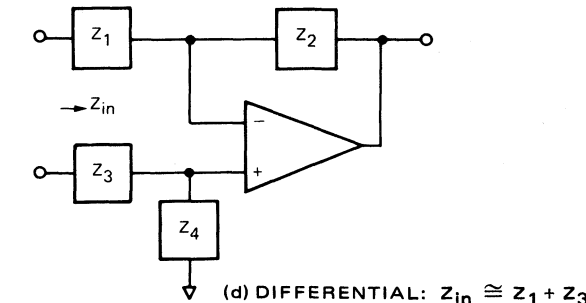 Z1
Z2
→ Zin
−
Z3
+
Z4
(d) DIFFERENTIAL: Zin ≅ Z1 + Z3